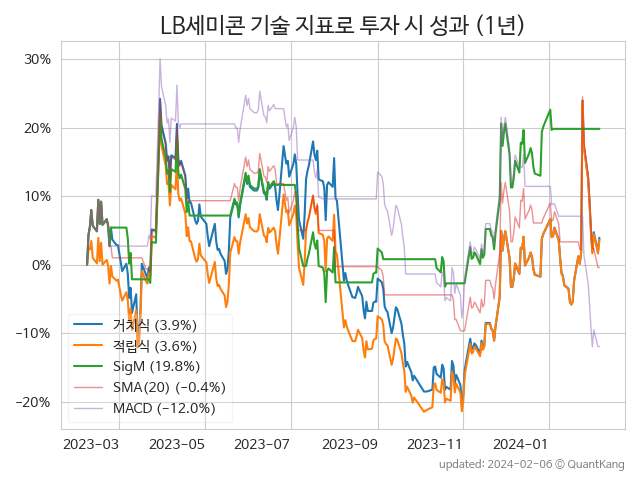 LB세미콘 기술 지표로 투자 시 성과 (1년)
30%
20%
10%
0%
−10%
−20%
거치식 (3.9%)
적립식 (3.6%)
SigM (19.8%)
SMA(20) (−0.4%)
MACD (−12.0%)
2023-03 2023-05 2023-07 2023-09 2023-11 2024-01
updated: 2024-02-06 © QuantKang